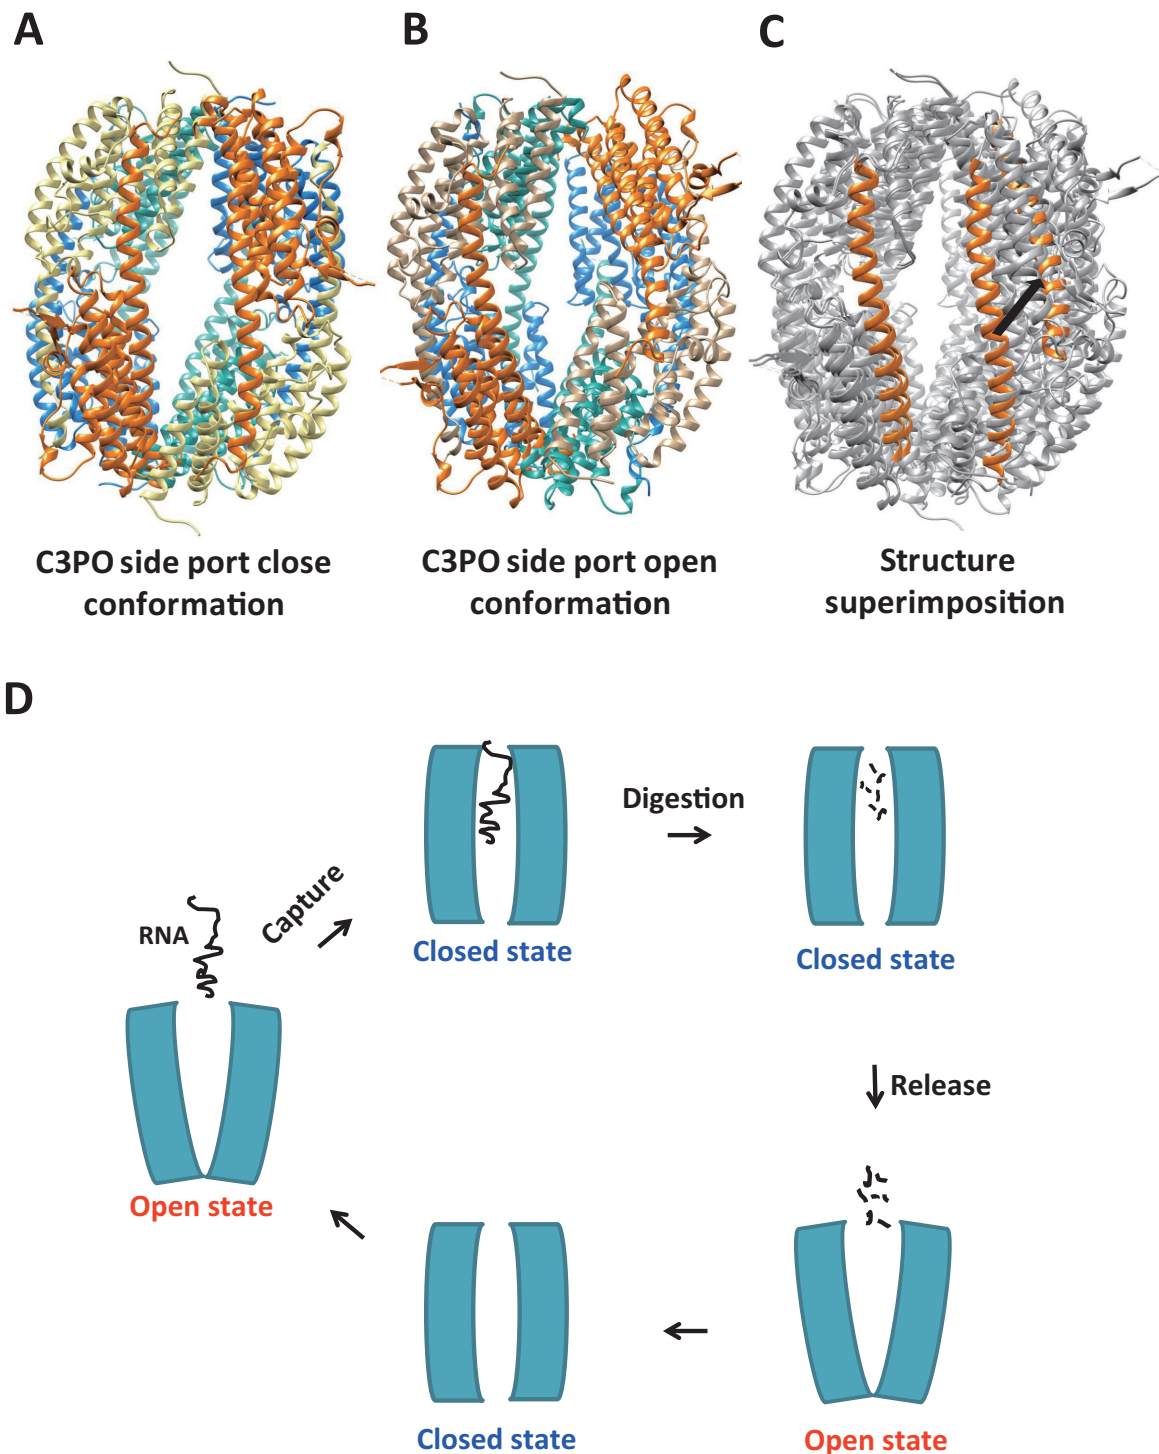 A
B
C
C3PO side port close
conformation
C3PO side port open
conformation
Structure
superimposition
D
RNA
Capture
Closed state
Digestion
Closed state
Release
Open state
Closed state
Open state